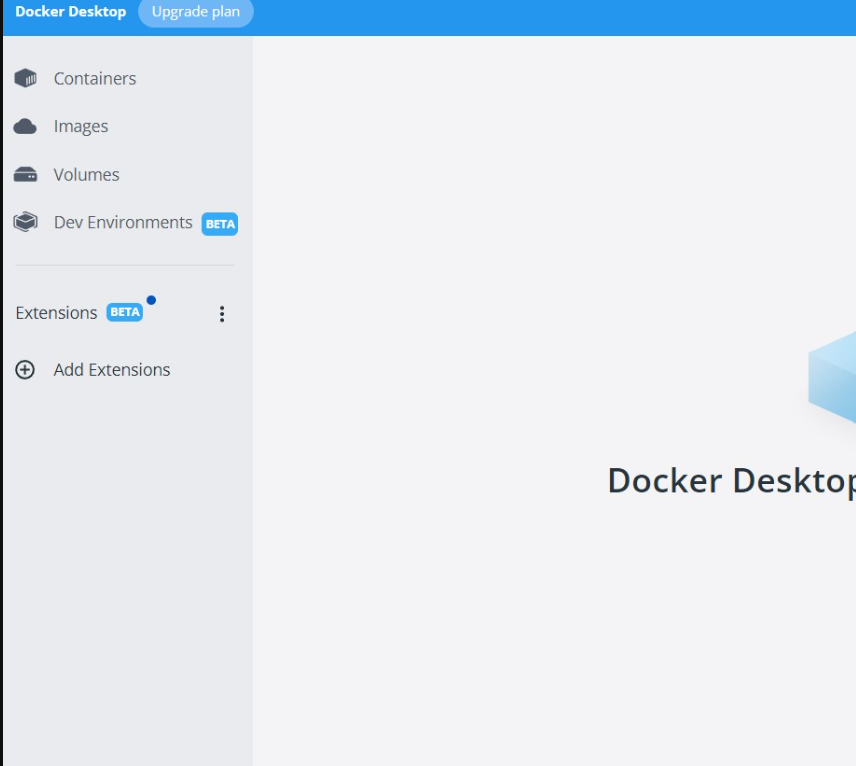 Docker Desktop Upgrade plan
Containers
Images
Volumes
Dev Environments BETA
Extensions BETA
Add Extensions
Docker Desktop